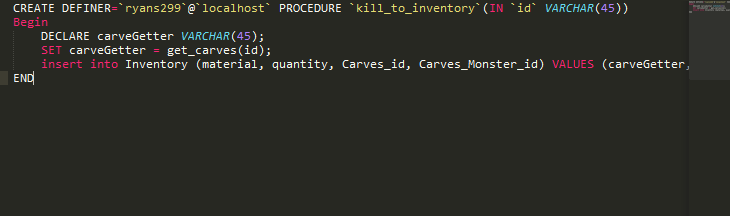 CREATE DEFINER=`ryans299`@`localhost` PROCEDURE `kill_to_inventory`(IN `id` VARCHAR(45))
Begin
DECLARE carveGetter VARCHAR(45);
SET carveGetter = get_carves(id);
insert into Inventory (material, quantity, Carves_id, Carves_Monster_id) VALUES (carveGetter,
END